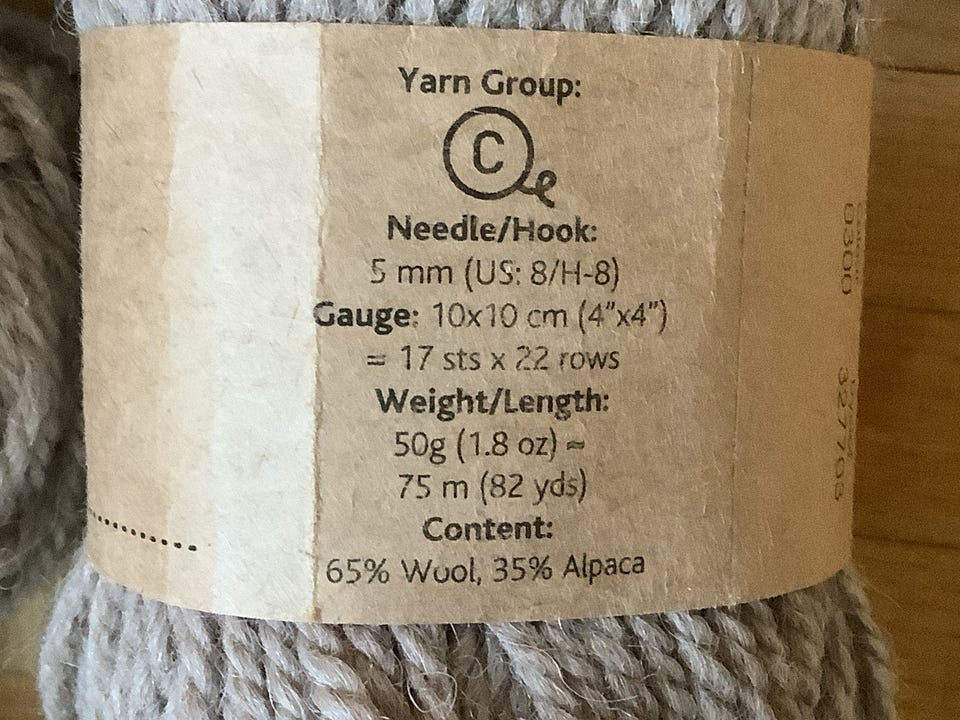 Yarn Group:
C
Needle/Hook:
5 mm (US: 8/H-8)
Gauge: 10x10 cm (4"x4")
= 17 sts x 22 rows
Weight/Length:
50g (1.8 oz) ≈
75 m (82 yds)
Content:
65% Wool, 35% Alpaca
0300